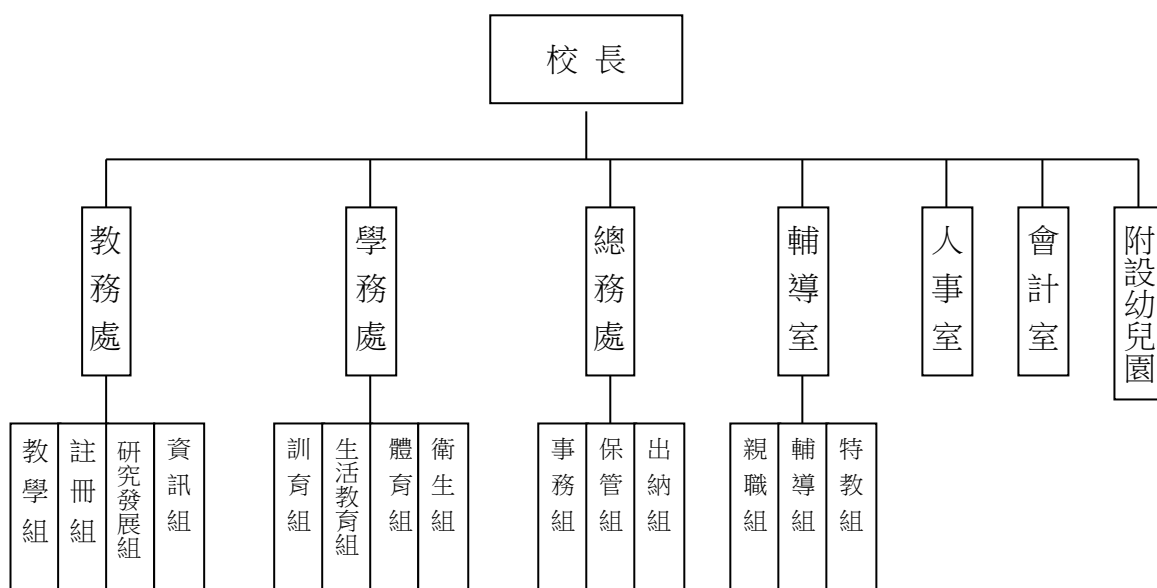 校長
教務處
學務處
總務處
輔導室
人事室
會計室
附設幼兒園
教學組
註冊組
研究發展組
資訊組
訓育組
生活教育組
體育組
衛生組
事務組
保管組
出納組
親職組
輔導組
特教組